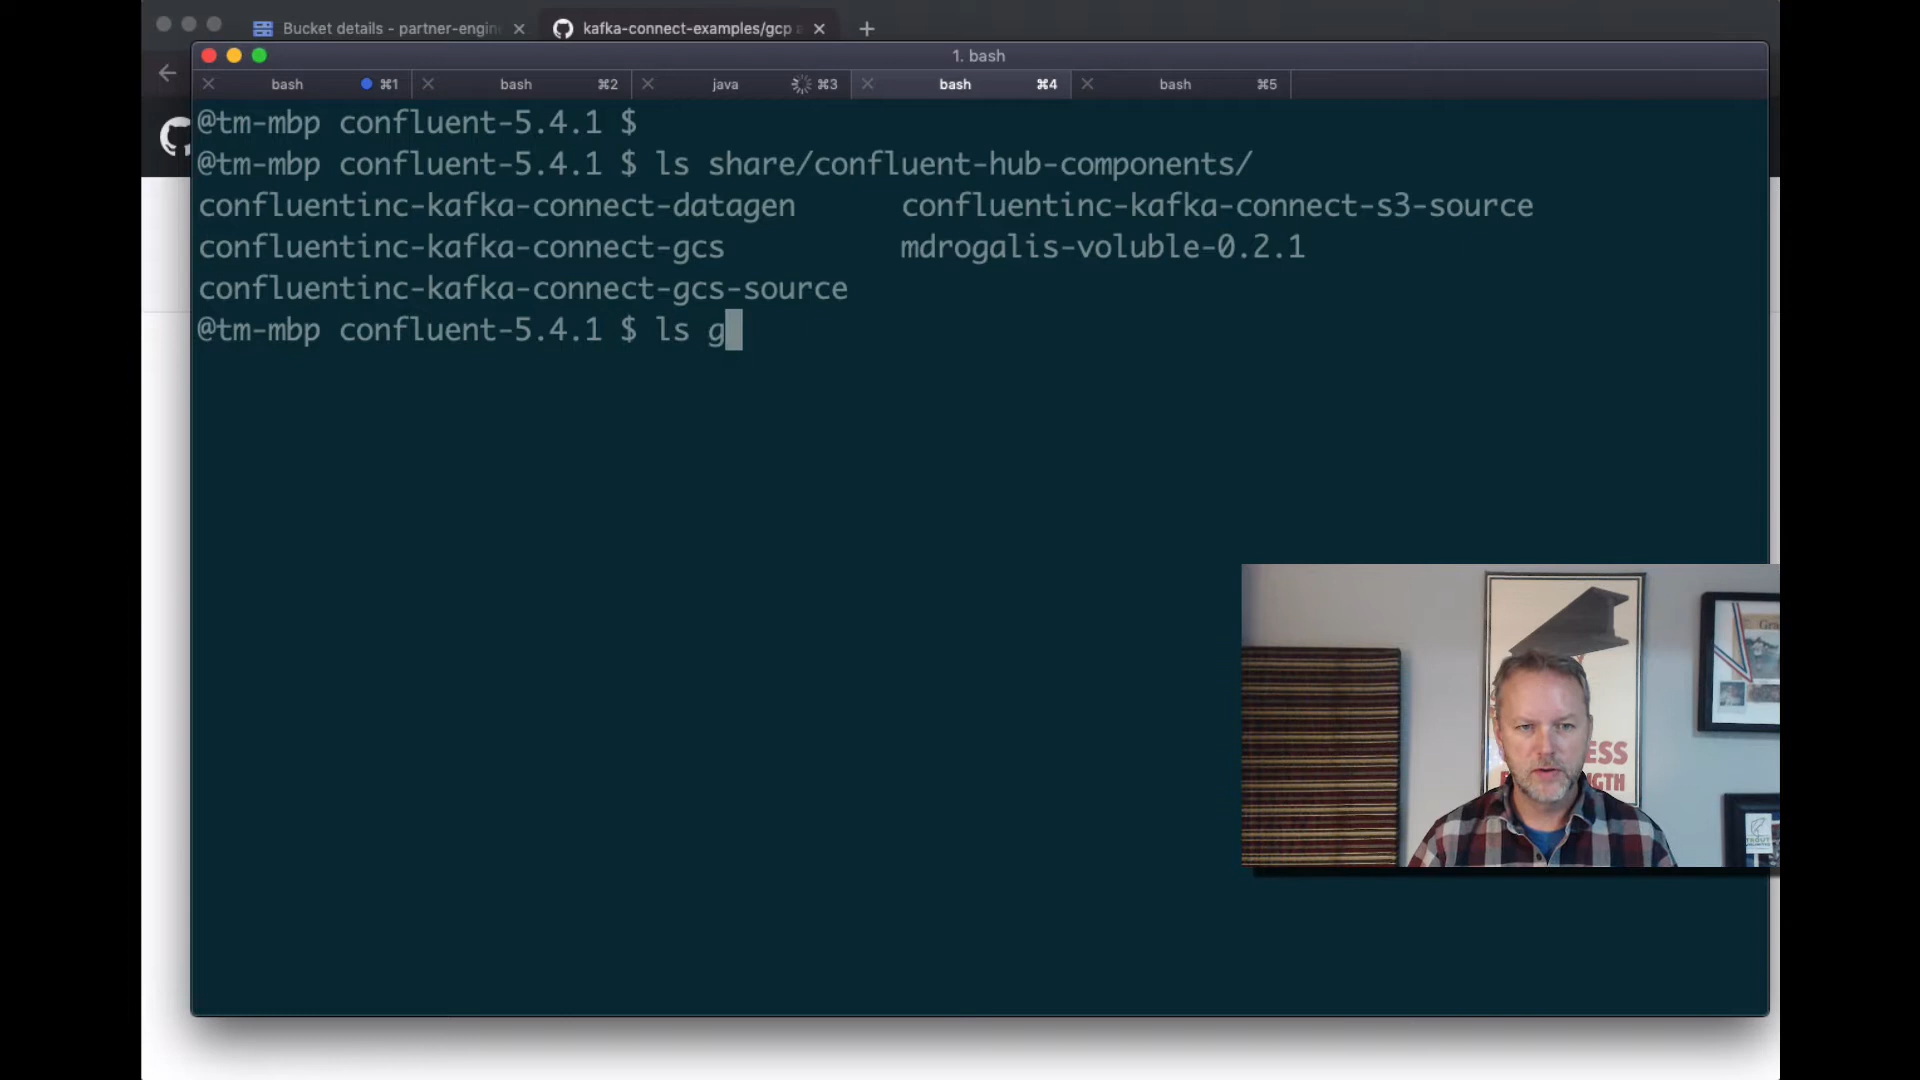 Bucket details - partner-engin
kafka-connect-examples/gcp a
1. bash
bash ⌘1
bash ⌘2
java ⌘3
bash ⌘4
bash ⌘5
@tm-mbp confluent-5.4.1 $
@tm-mbp confluent-5.4.1 $ ls share/confluent-hub-components/
confluentinc-kafka-connect-datagen confluentinc-kafka-connect-s3-source
confluentinc-kafka-connect-gcs mdrogalis-voluble-0.2.1
confluentinc-kafka-connect-gcs-source
@tm-mbp confluent-5.4.1 $ ls g
Gra
ESS
GTH